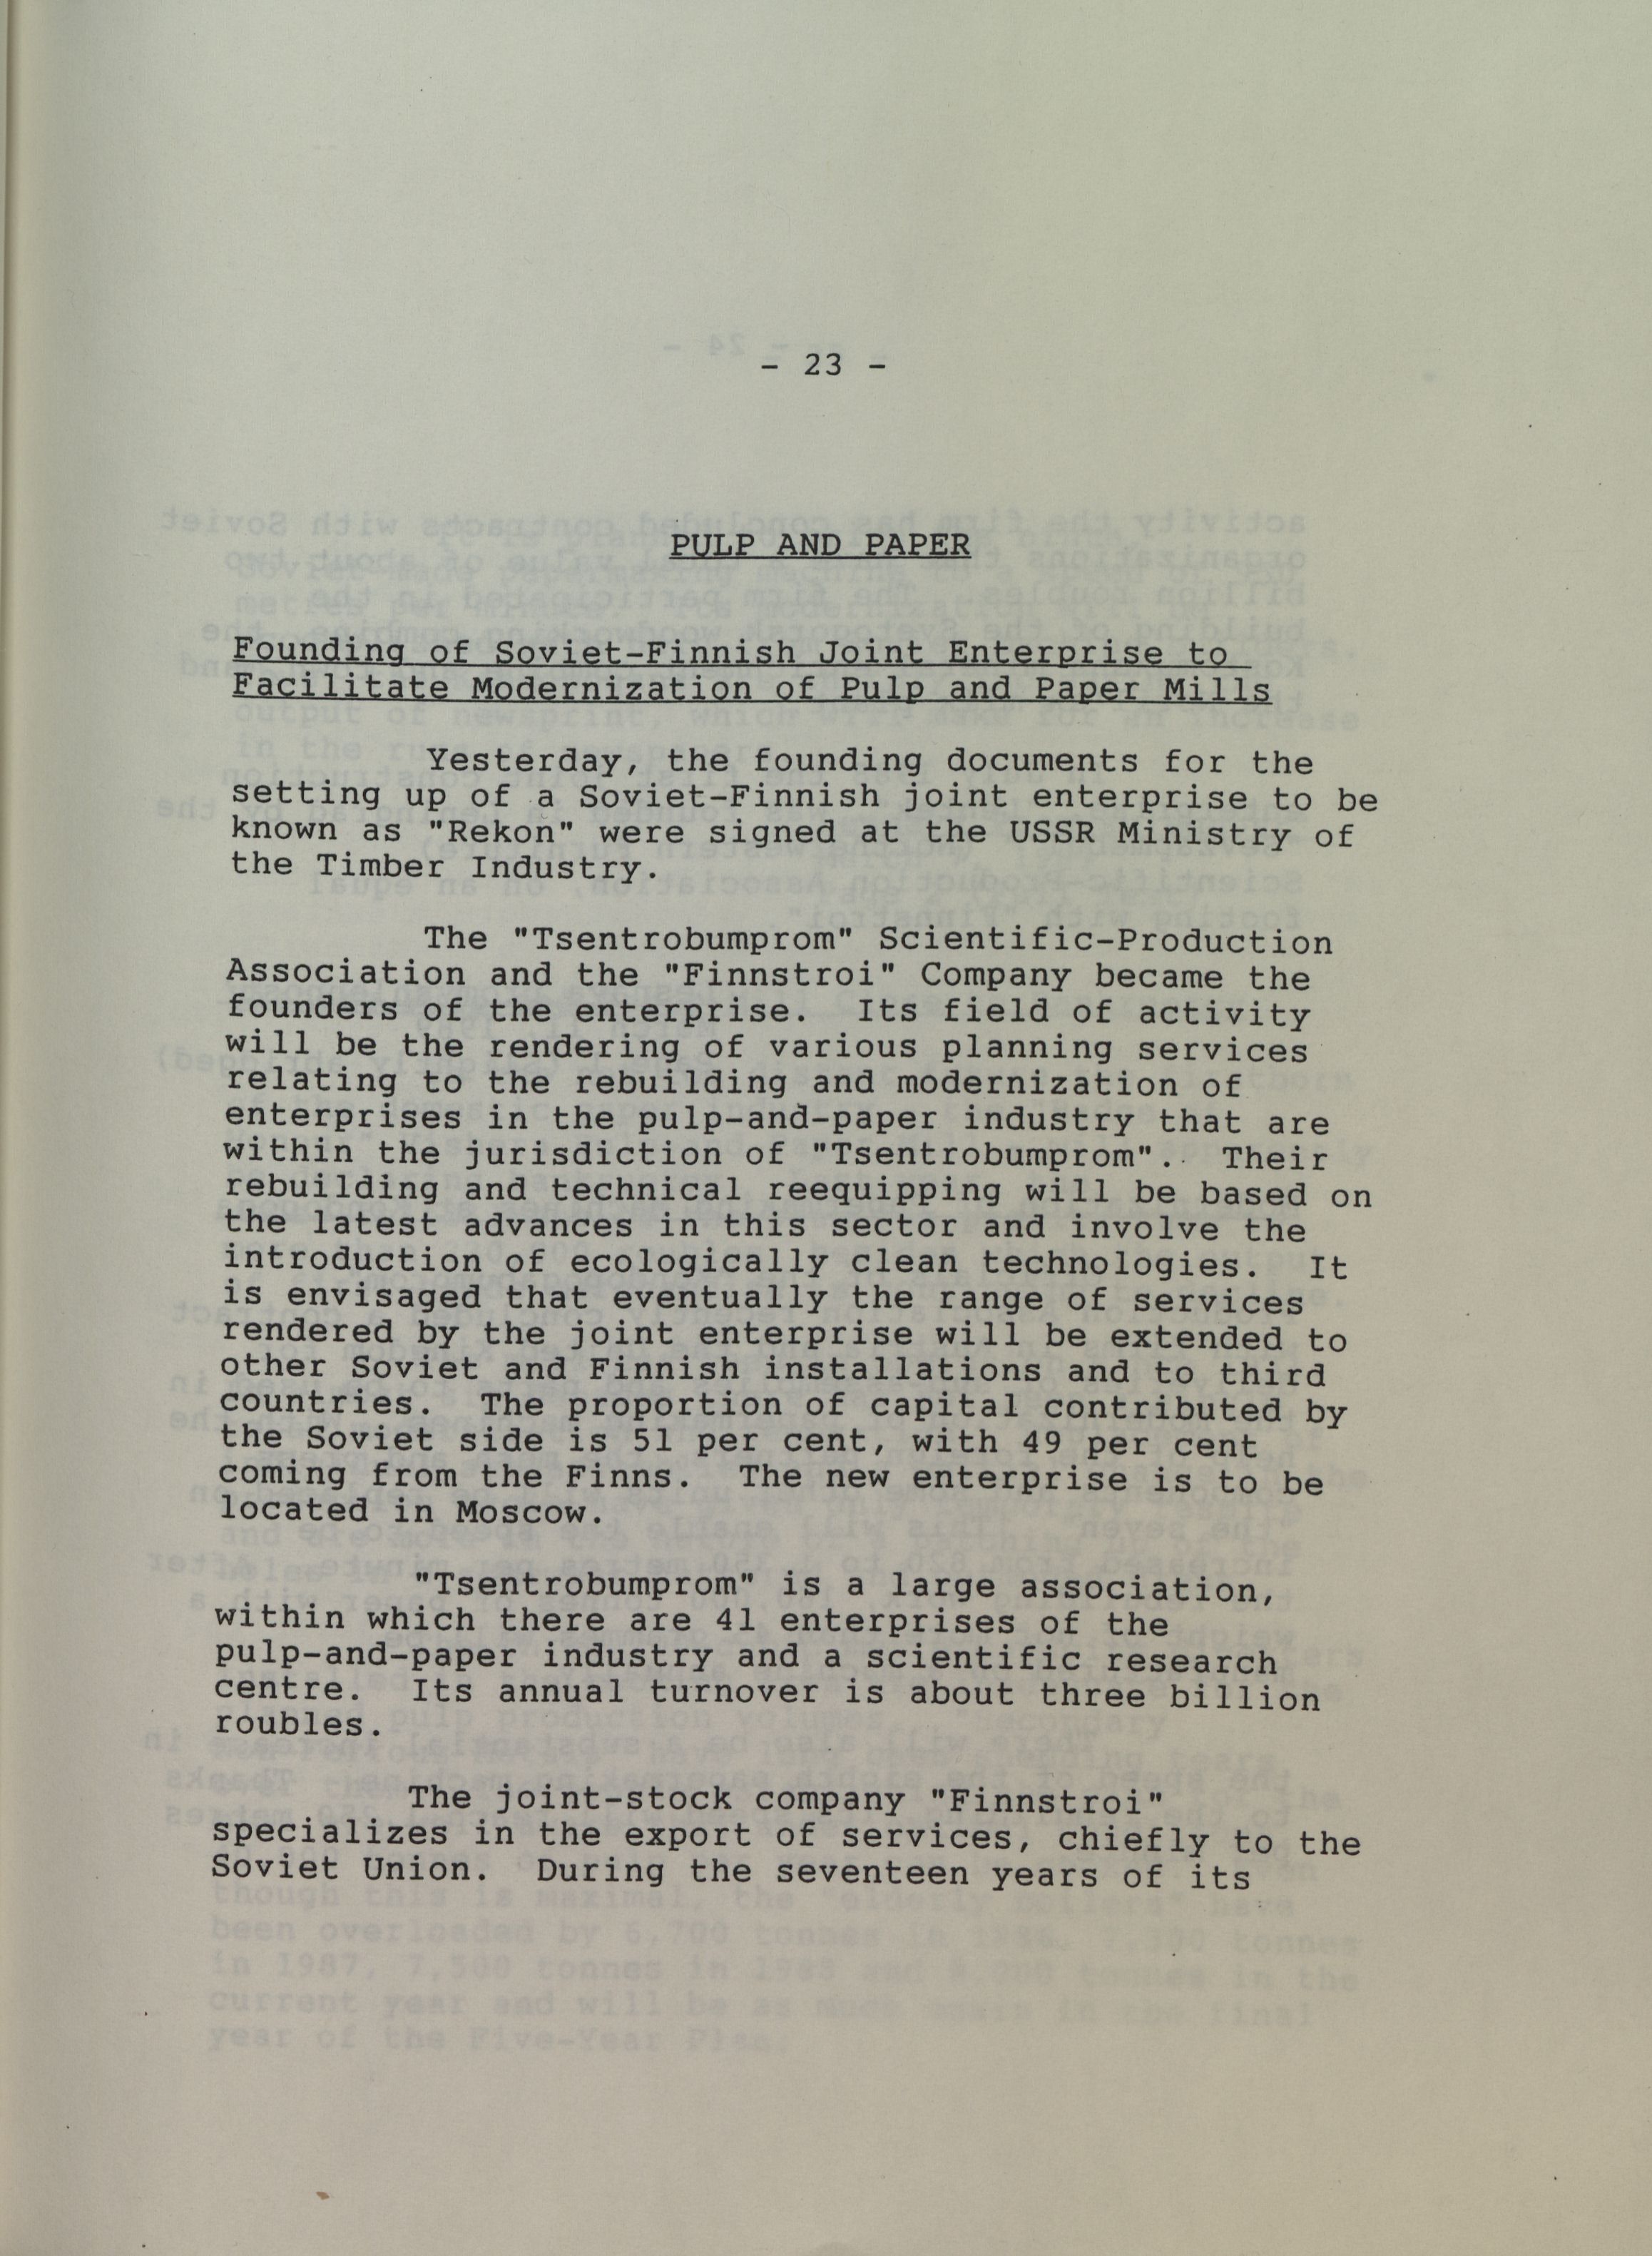 - 23 -
PULP AND PAPER
Founding of Soviet-Finnish Joint Enterprise to
Facilitate Modernization of Pulp and Paper Mills
Yesterday, the founding documents for the
setting up of a Soviet-Finnish joint enterprise to be
known as "Rekon" were signed at the USSR Ministry of
the Timber Industry.
The "Tsentrobumprom" Scientific-Production
Association and the "Finnstroi" Company became the
founders of the enterprise. Its field of activity
will be the rendering of various planning services
relating to the rebuilding and modernization of
enterprises in the pulp-and-paper industry that are
within the jurisdiction of "Tsentrobumprom". Their
rebuilding and technical reequipping will be based on
the latest advances in this sector and involve the
introduction of ecologically clean technologies. It
is envisaged that eventually the range of services
rendered by the joint enterprise will be extended to
other Soviet and Finnish installations and to third
countries. The proportion of capital contributed by
the Soviet side is 51 per cent, with 49 per cent
coming from the Finns. The new enterprise is to be
located in Moscow.
"Tsentrobumprom" is a large association,
within which there are 41 enterprises of the
pulp-and-paper industry and a scientific research
centre. Its annual turnover is about three billion
roubles.
The joint-stock company "Finnstroi"
specializes in the export of services, chiefly to the
Soviet Union. During the seventeen years of its